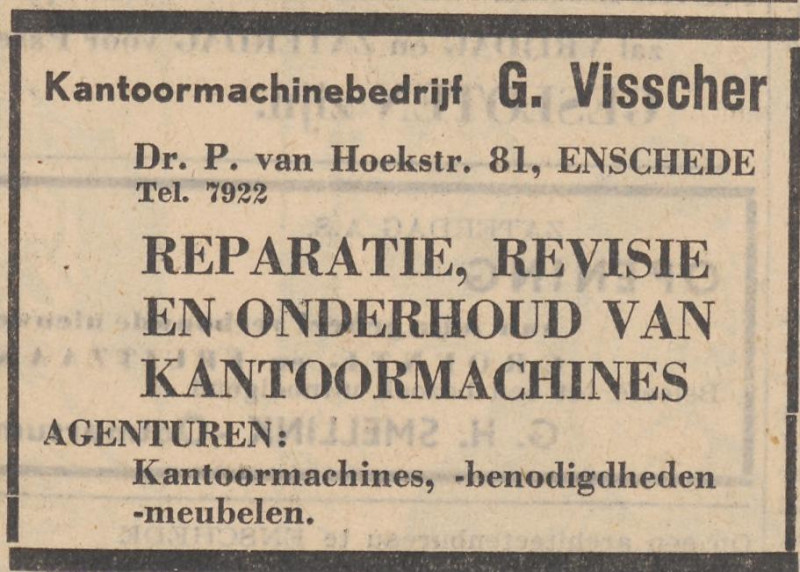 Kantoormachinebedrijf G. Visscher
Dr. P. van Hoekstr. 81, ENSCHEDE
Tel. 7922
REPARATIE, REVISIE
EN ONDERHOUD VAN
KANTOORMACHINES
AGENTUREN:
Kantoormachines, -benodigdheden
-meubelen.